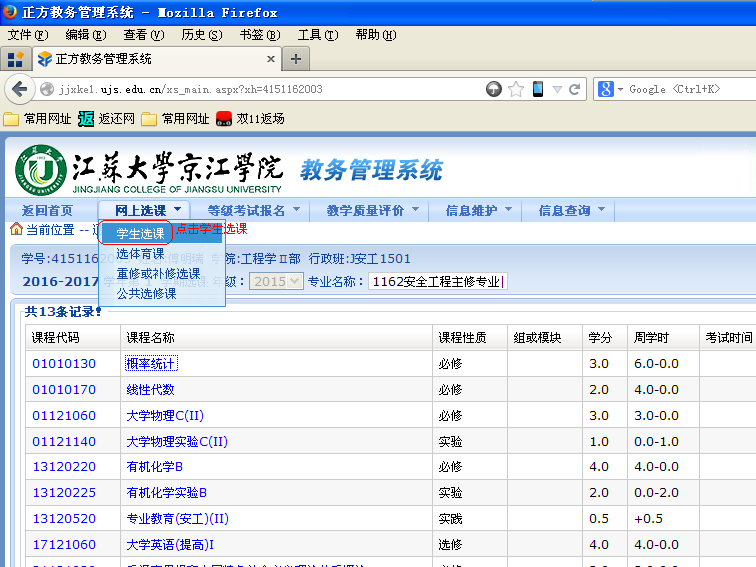 正方教务管理系统 - Mozilla Firefox
文件(F) 编辑(E) 查看(V) 历史(S) 书签(B) 工具(T) 帮助(H)
正方教务管理系统
jjxke1.ujs.edu.cn/xs_main.aspx?xh=4151162003
Google <Ctrl+K>
常用网址 返还网 常用网址 双11返场
江苏大學京江學院 教务管理系统
JINGJIANG COLLEGE OF JIANGSU UNIVERSITY
返回首页 网上选课 等级考试报名 教学质量评价 信息维护 信息查询
当前位置 --
学生选课 点击学生选课
选体育课
重修或补修选课
公共选修课
学号:415116 院:工程学Ⅱ部 行政班:J安工1501
2016-2017 年级: 2015 专业名称: 1162安全工程主修专业|
共13条记录!
课程代码 课程名称 课程性质 组或模块 学分 周学时 考试时间
01010130 概率统计 必修 3.0 6.0-0.0
01010170 线性代数 必修 2.0 4.0-0.0
01121060 大学物理C(II) 必修 3.0 3.0-0.0
01121140 大学物理实验C(II) 实验 1.0 0.0-1.0
13120220 有机化学B 必修 4.0 4.0-0.0
13120225 有机化学实验B 实验 2.0 0.0-2.0
13120520 专业教育(安工)(II) 实践 0.5 +0.5
17121060 大学英语(提高)I 选修 4.0 4.0-0.0